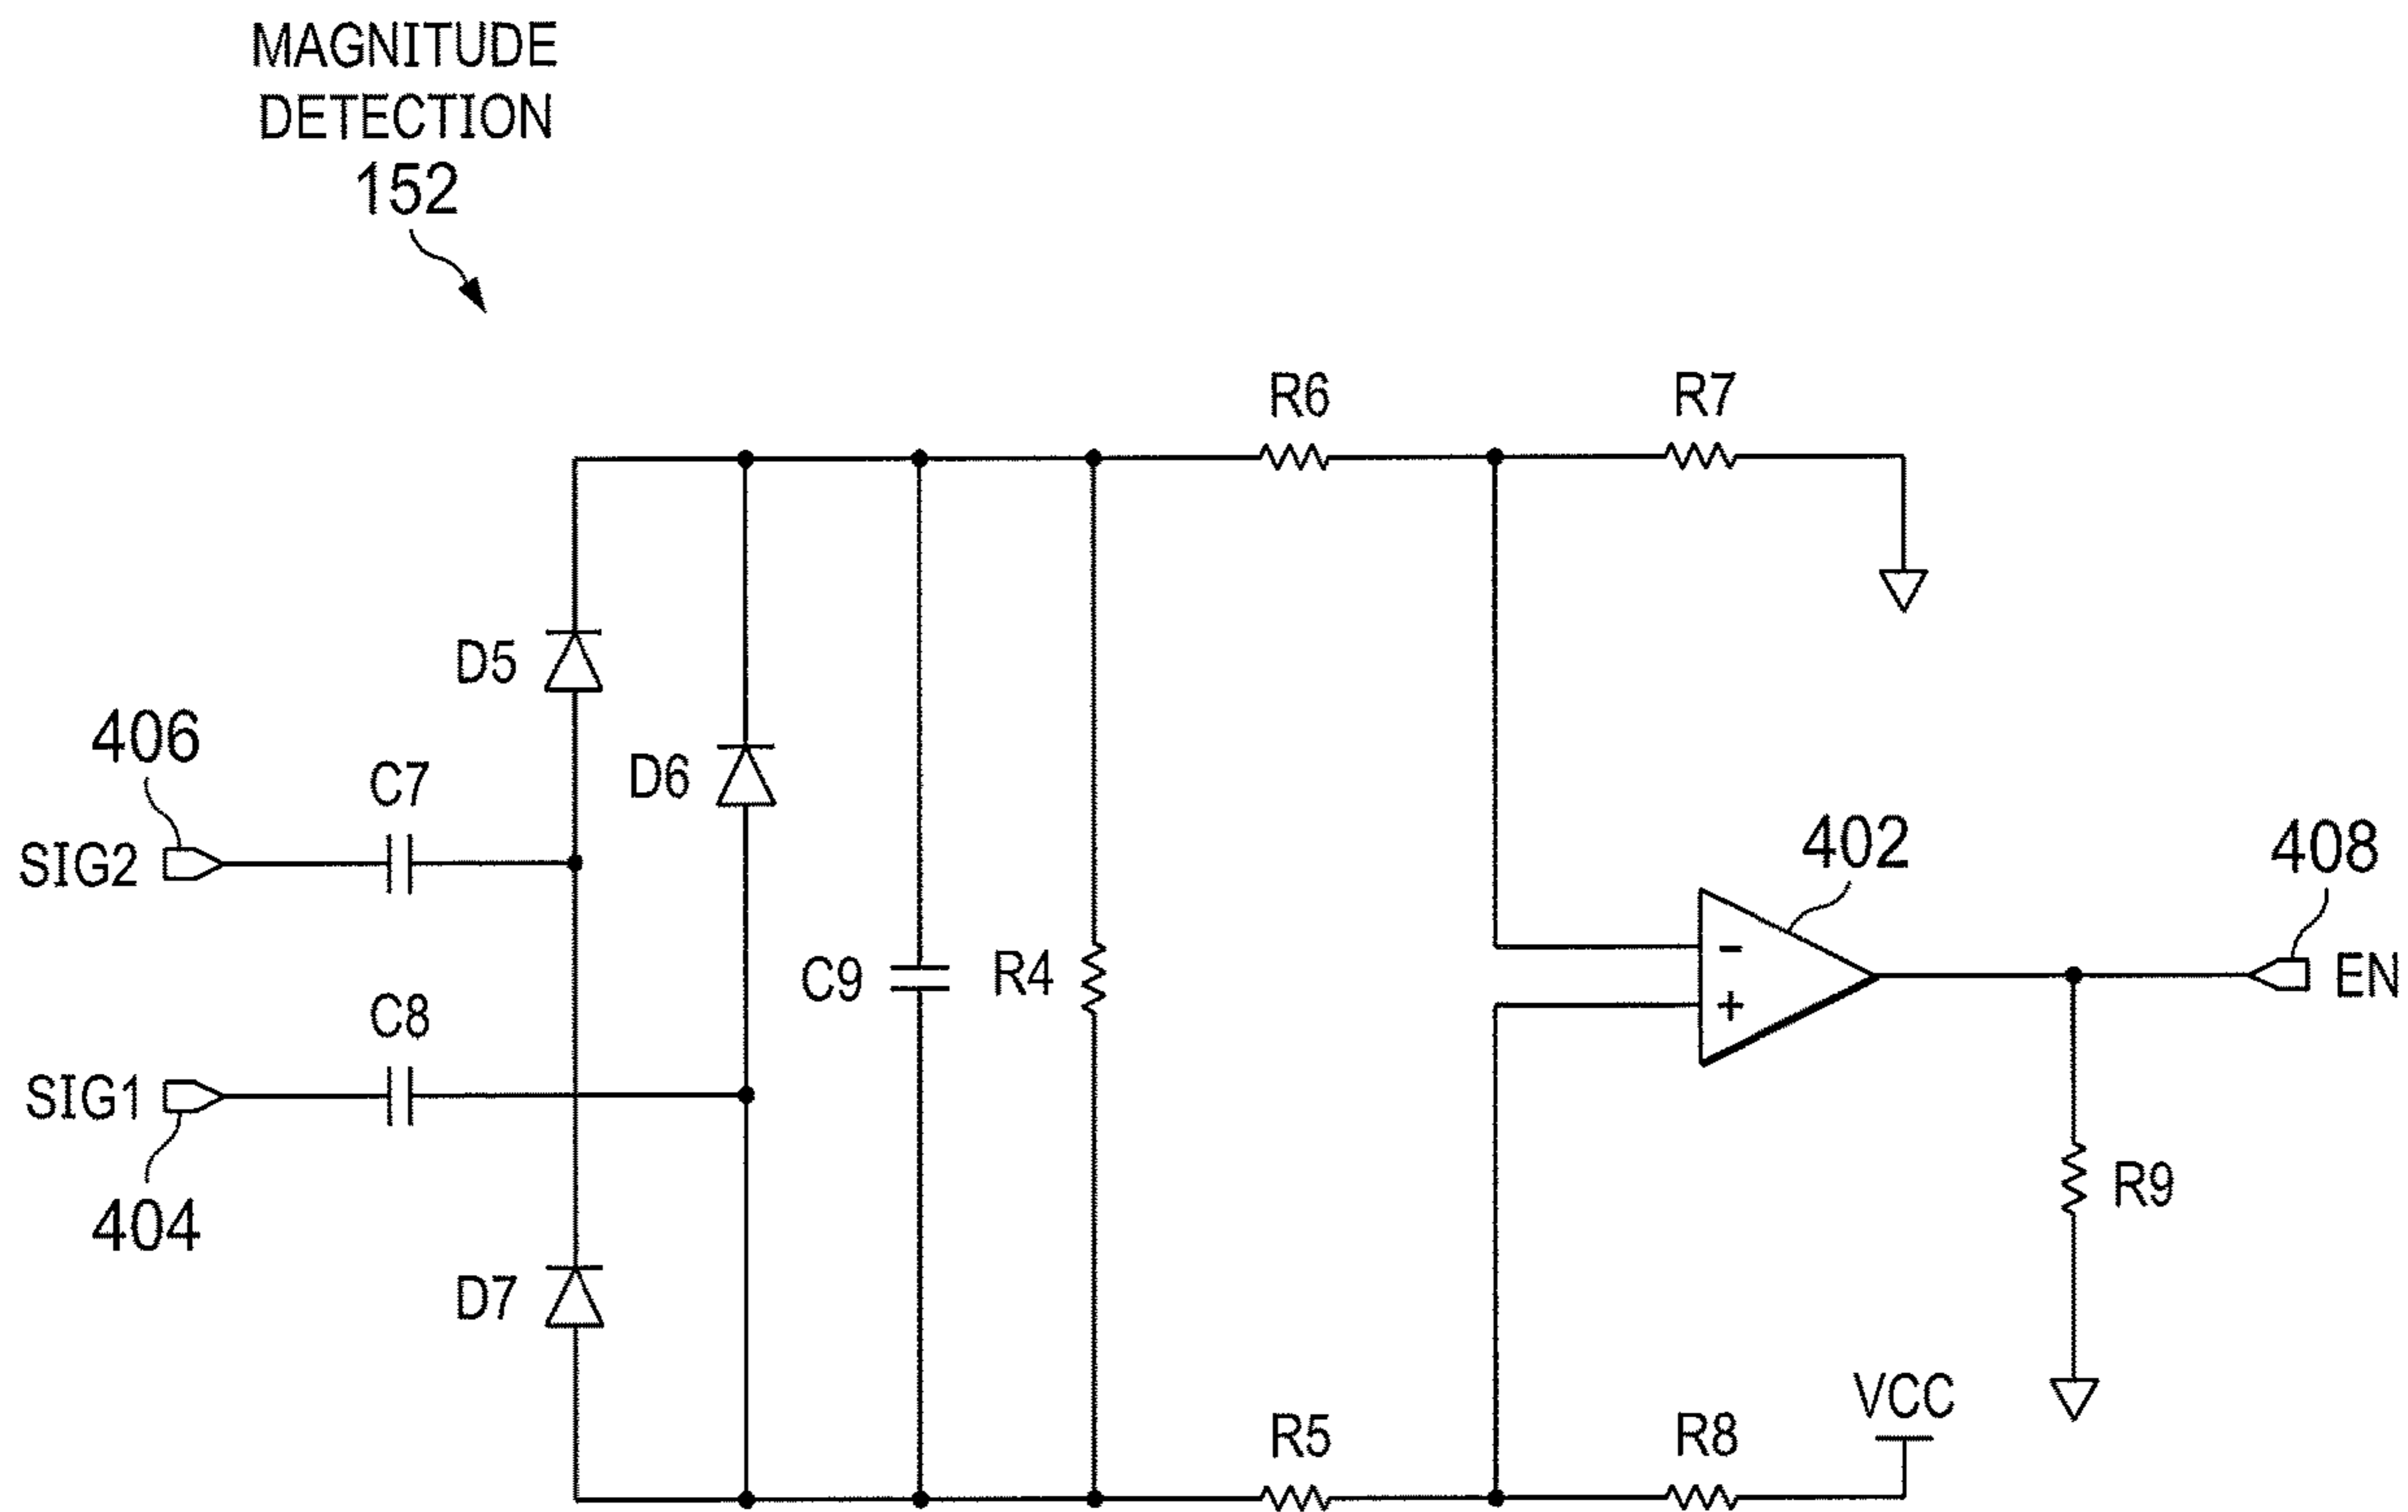 MAGNITUDE
DETECTION
152
R6
R7
D5
D6
406
C7
SIG2
402
408
C9
R4
EN
C8
SIG1
404
R9
D7
VCC
R5
R8
-
+